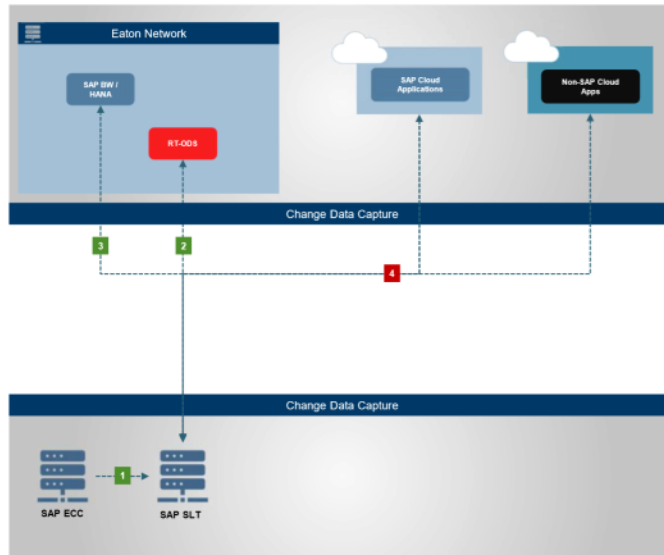 Eaton Network
SAP BW /
HANA
RT-ODS
SAP Cloud
Applications
Non-SAP Cloud
Apps
Change Data Capture
3
2
4
Change Data Capture
1
SAP ECC
SAP SLT